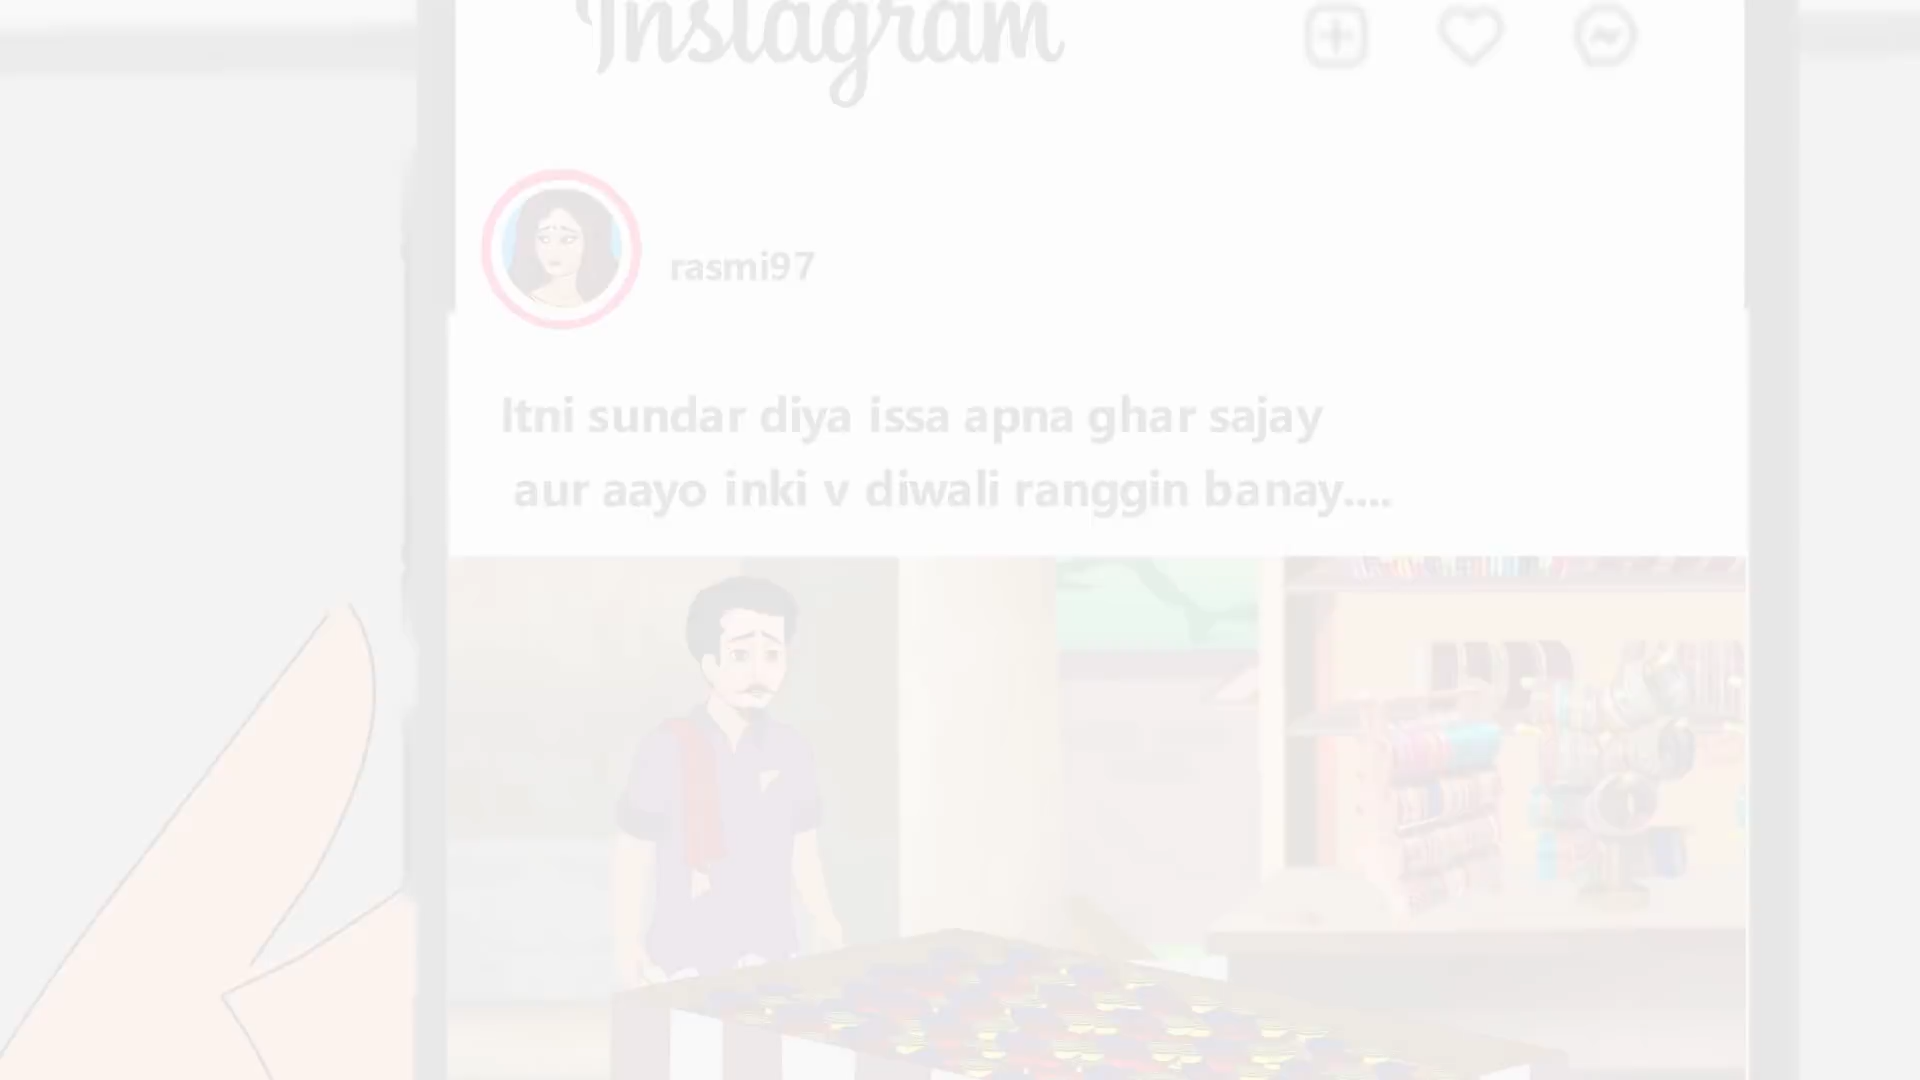 Instagram
rasmi97
Itni sundar diya issa apna ghar sajay
aur aayo inki v diwali ranggin banay....